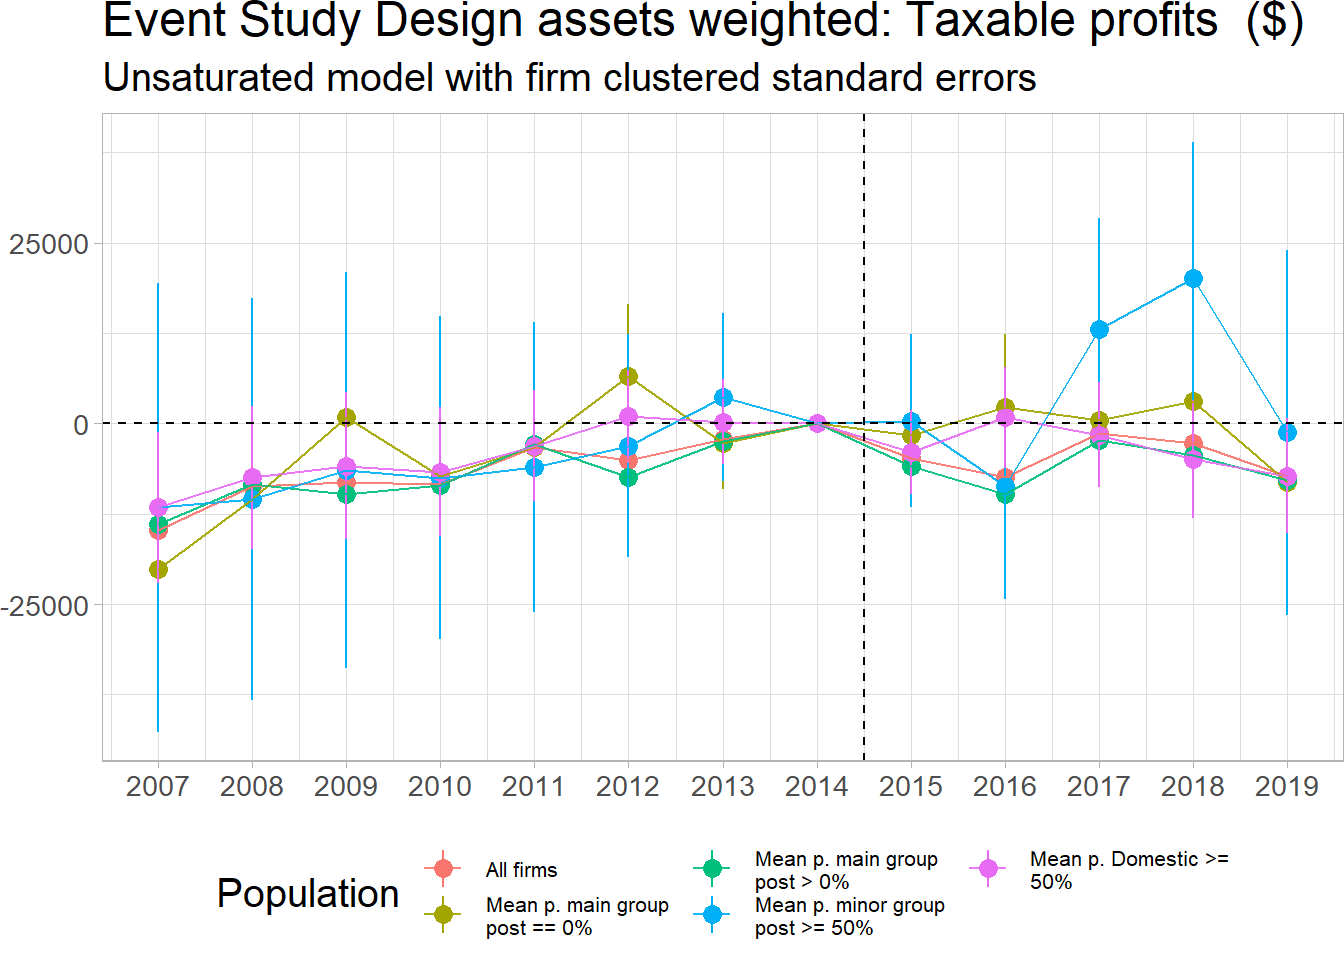 Event Study Design assets weighted: Taxable profits  ($)
Unsaturated model with firm clustered standard errors
25000
0
-25000
2007 2008 2009 2010 2011 2012 2013 2014 2015 2016 2017 2018 2019
Population
All firms
Mean p. main group
post == 0%
Mean p. main group
post > 0%
Mean p. minor group
post >= 50%
Mean p. Domestic >=
50%